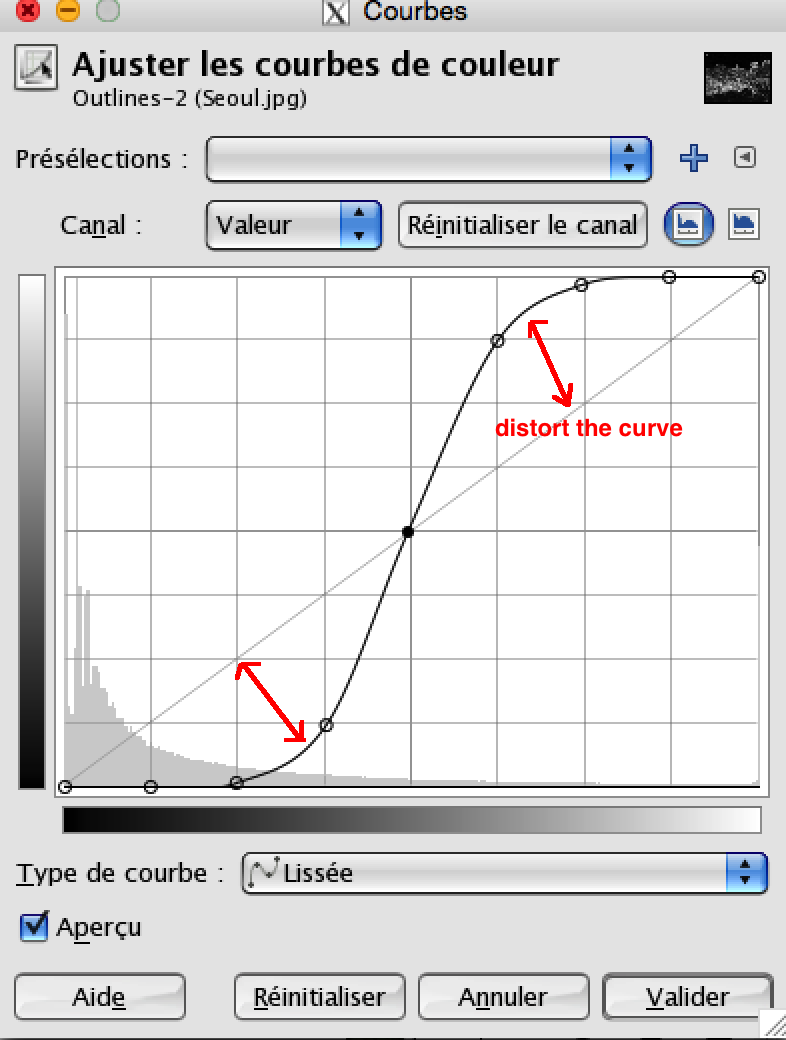 Courbes
Ajuster les courbes de couleur
Outlines-2 (Seoul.jpg)
Présélections :
Canal : Valeur Réinitialiser le canal
distort the curve
Type de courbe : Lissée
Aperçu
Aide Réinitialiser Annuler Valider